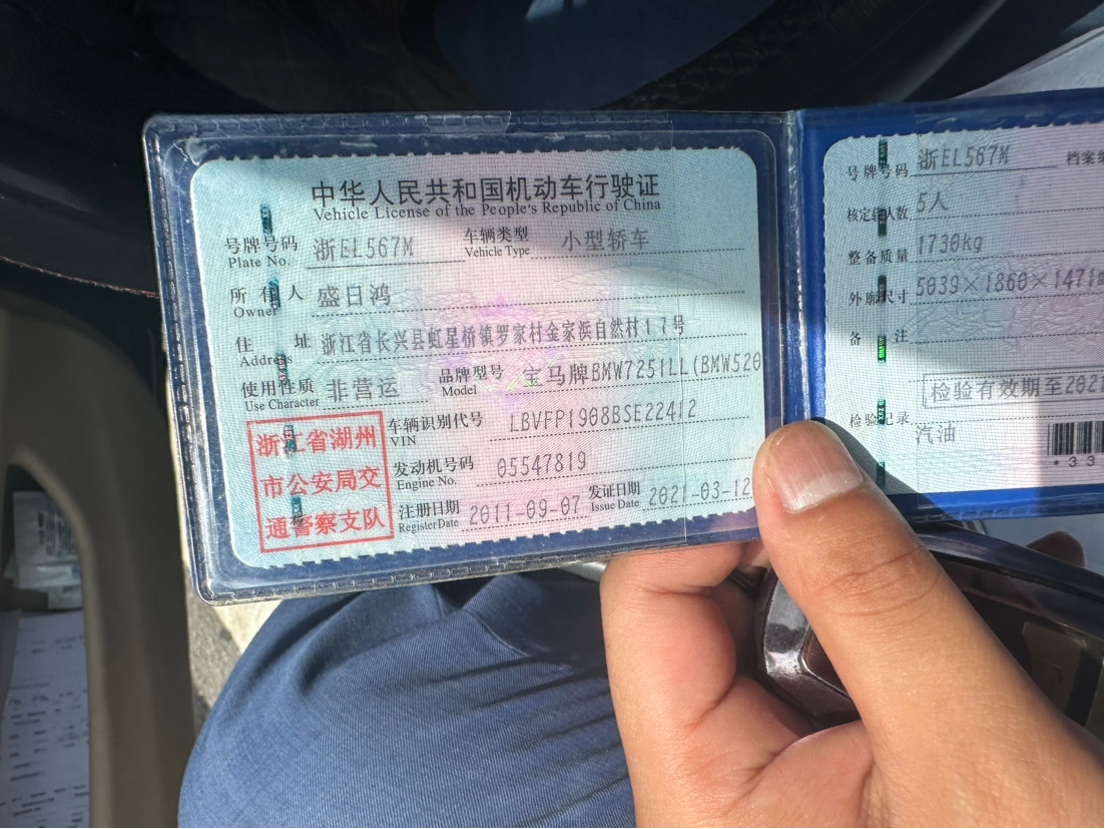 中华人民共和国机动车行驶证
Vehicle License of the People's Republic of China
号牌号码 浙EL567M 车辆类型 小型轿车
Plate No. Vehicle Type
所有人 盛日鸿
Owner
住址 浙江省长兴县虹星桥镇罗家村金家浜自然村17号
Address
使用性质 非营运 品牌型号 宝马牌BMW7251LL(BMW520
Use Character Model
浙江省湖州
市公安局交
通警察支队
车辆识别代号 LBVFP1908BSE22412
VIN
发动机号码 05547819
Engine No.
注册日期 2011-09-07 发证日期 2021-03-12
Register Date Issue Date
号牌号码 浙EL567M 档案编
核定载人数 5人
整备质量 1730kg
外廓尺寸 5039×1860×1471m
备注
检验有效期至2021
检验记录
汽油
*33